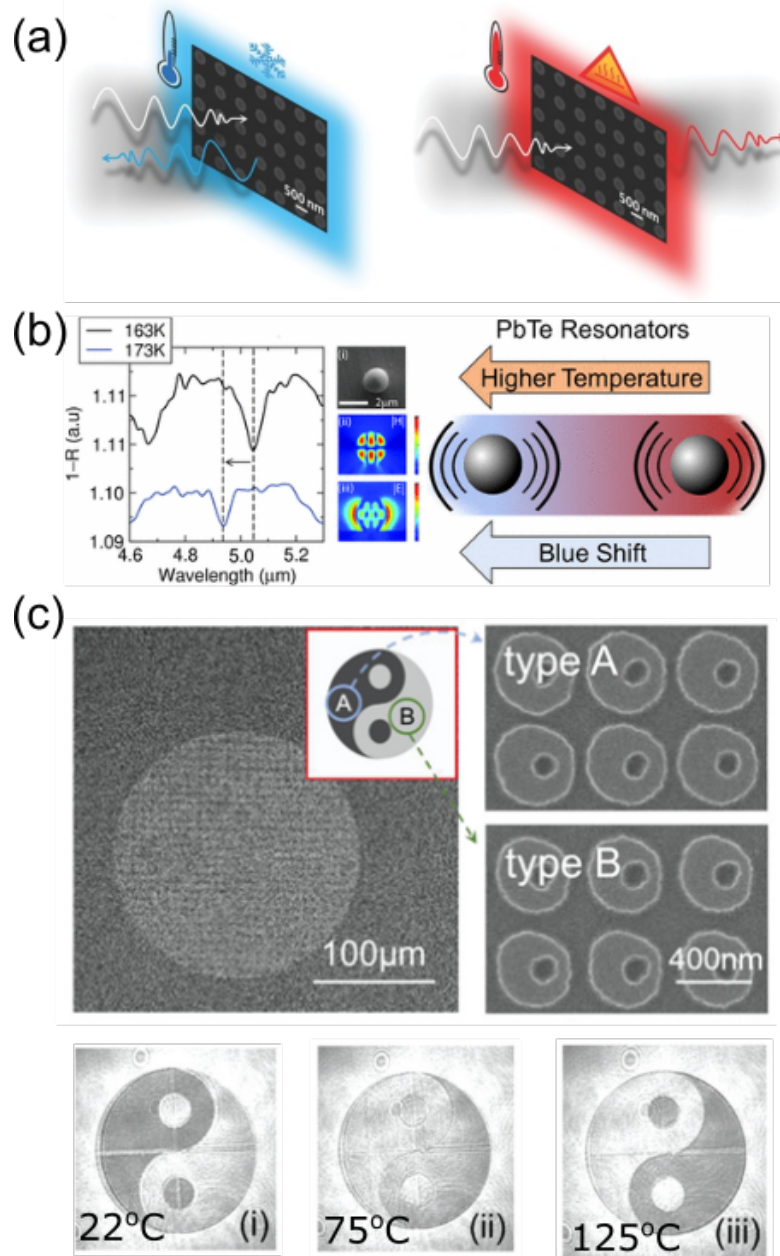 (a)
500 nm
500 nm
(b)
163K
173K
1–R (a.u)
1.11
1.11
1.10
1.09
4.6 4.8 5.0 5.2
Wavelength (μm)
(i)
2μm
(ii)
|H|
(iii)
|E|
PbTe Resonators
Higher Temperature
Blue Shift
(c)
A
B
100μm
type A
type B
400nm
22°C
(i)
75°C
(ii)
125°C
(iii)